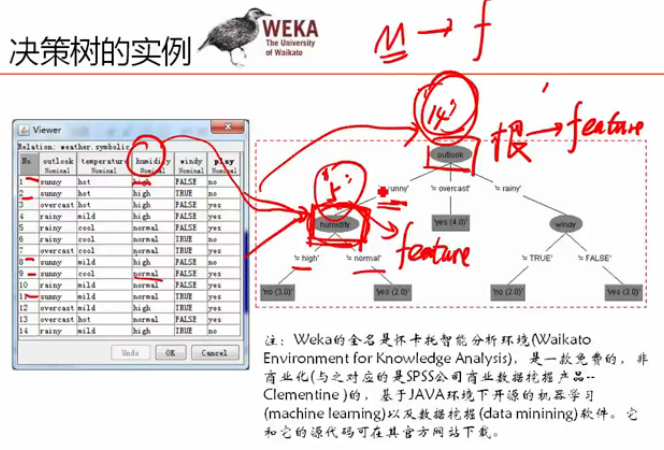 决策树的实例
WEKA
The University
of Waikato
M → f
Viewer
Relation: weather.symbolic
No. outlook temperature humidity windy play
Nominal Nominal Nominal Nominal Nominal
1 sunny hot high FALSE no
2 sunny hot high TRUE no
3 overcast hot high FALSE yes
4 rainy mild high FALSE yes
5 rainy cool normal FALSE yes
6 rainy cool normal TRUE no
7 overcast cool normal TRUE yes
8 sunny mild high FALSE no
9 sunny cool normal FALSE yes
10 rainy mild normal FALSE yes
11 sunny mild normal TRUE yes
12 overcast mild high TRUE yes
13 overcast hot normal FALSE yes
14 rainy mild high TRUE no
Undo OK Cancel
14
outlook
根 → feature
'= sunny' '= overcast' '= rainy'
5
humidity
'yes (4.0)'
windy
feature
'= high' '= normal' '= TRUE' '= FALSE'
'no (3.0)' 'yes (2.0)' 'no (2.0)' 'yes (3.0)'
注：Weka的全名是怀卡托智能分析环境(Waikato
Environment for Knowledge Analysis)，是一款免费的，非
商业化(与之对应的是SPSS公司商业数据挖掘产品--
Clementine )的，基于JAVA环境下开源的机器学习
(machine learning)以及数据挖掘(data minining)软件。它
和它的源代码可在其官方网站下载。